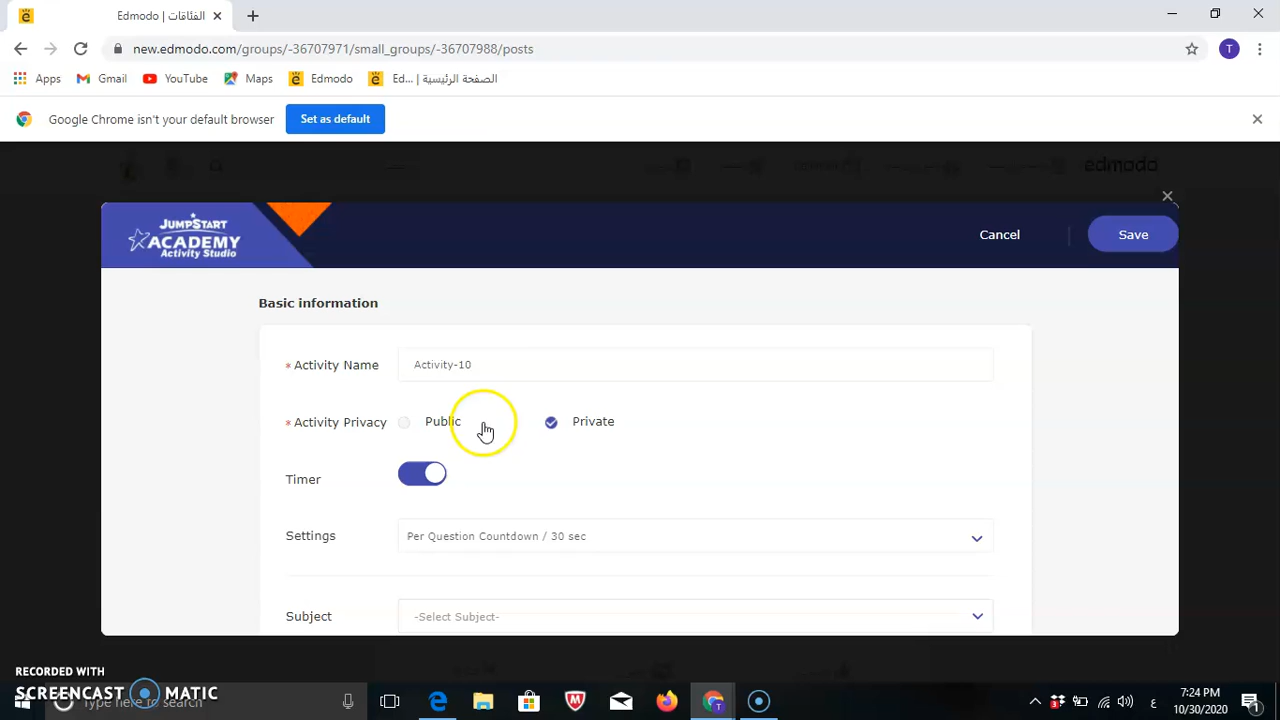 Edmodo | الفئاقات
new.edmodo.com/groups/-36707971/small_groups/-36707988/posts
T
Apps Gmail YouTube Maps Edmodo Ed... | الصفحة الرئيسية
Google Chrome isn't your default browser Set as default
edmodo
JUMPSTART
ACADEMY
Activity Studio
Cancel Save
Basic information
* Activity Name Activity-10
* Activity Privacy Public Private
Timer
Settings Per Question Countdown / 30 sec
Subject -Select Subject-
RECORDED WITH
SCREENCAST MATIC
Type here to search
T
ع
7:24 PM
10/30/2020
1